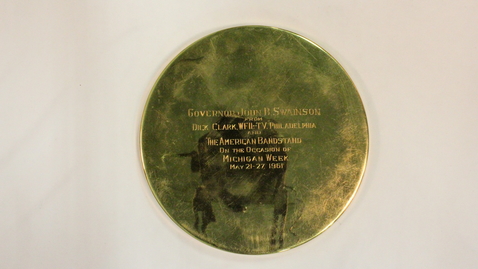 GOVERNOR JOHN B. SWAINSON
FROM
DICK CLARK, WFIL-TV, PHILADELPHIA
AND
THE AMERICAN BANDSTAND
ON THE OCCASION OF
MICHIGAN WEEK
MAY 21-27, 1961